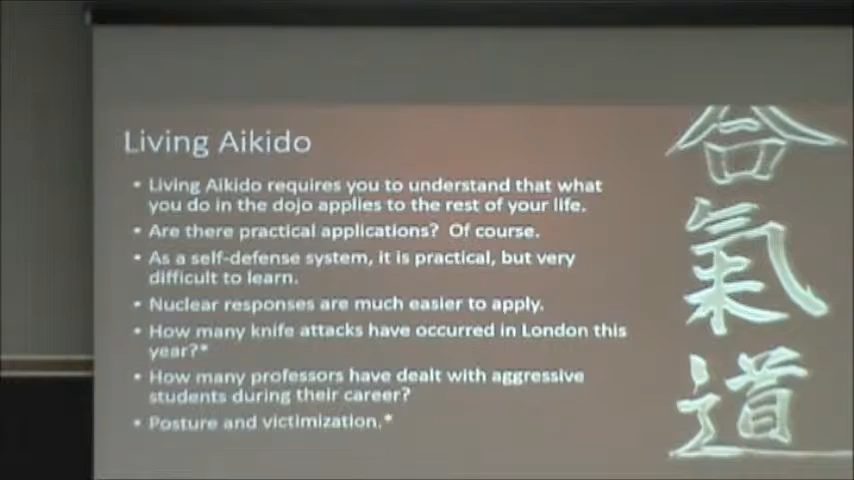 Living Aikido
• Living Aikido requires you to understand that what
you do in the dojo applies to the rest of your life.
• Are there practical applications?  Of course.
• As a self-defense system, it is practical, but very
difficult to learn.
• Nuclear responses are much easier to apply.
• How many knife attacks have occurred in London this
year?*
• How many professors have dealt with aggressive
students during their career?
• Posture and victimization.*
合
氣
道